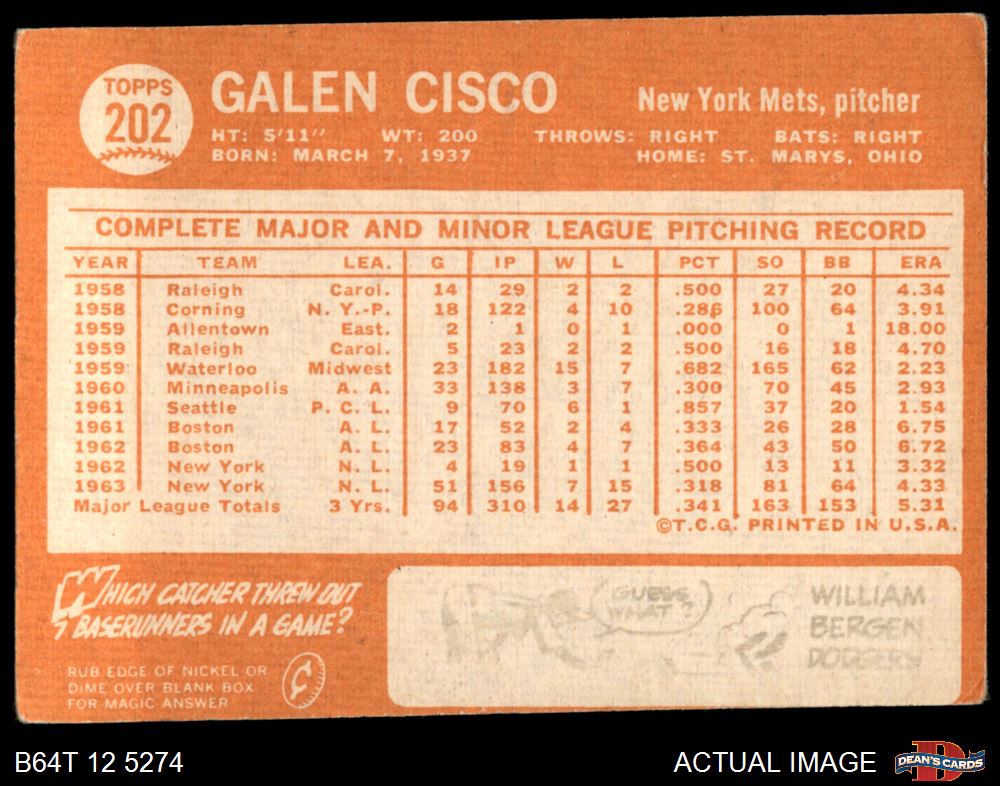 TOPPS
202
GALEN CISCO
New York Mets, pitcher
HT: 5'11" WT: 200 THROWS: RIGHT BATS: RIGHT
BORN: MARCH 7, 1937 HOME: ST. MARYS, OHIO
COMPLETE MAJOR AND MINOR LEAGUE PITCHING RECORD
YEAR TEAM LEA. G IP W L PCT SO BB ERA
1958 Raleigh Carol. 14 29 2 2 .500 27 20 4.34
1958 Corning N. Y.-P. 18 122 4 10 .286 100 64 3.91
1959 Allentown East. 2 1 0 1 .000 0 1 18.00
1959 Raleigh Carol. 5 23 2 2 .500 16 18 4.70
1959 Waterloo Midwest 23 182 15 7 .682 165 62 2.23
1960 Minneapolis A. A. 33 138 3 7 .300 70 45 2.93
1961 Seattle P. C. L. 9 70 6 1 .857 37 20 1.54
1961 Boston A. L. 17 52 2 4 .333 26 28 6.75
1962 Boston A. L. 23 83 4 7 .364 43 50 6.72
1962 New York N. L. 4 19 1 1 .500 13 11 3.32
1963 New York N. L. 51 156 7 15 .318 81 64 4.33
Major League Totals 3 Yrs. 94 310 14 27 .341 163 153 5.31
©T.C.G. PRINTED IN U.S.A.
WHICH CATCHER THREW OUT
7 BASERUNNERS IN A GAME?
RUB EDGE OF NICKEL OR
DIME OVER BLANK BOX
FOR MAGIC ANSWER
¢
GUESS
WHAT?
WILLIAM
BERGEN
DODGERS
B64T 12 5274
ACTUAL IMAGE
D
DEAN'S CARDS